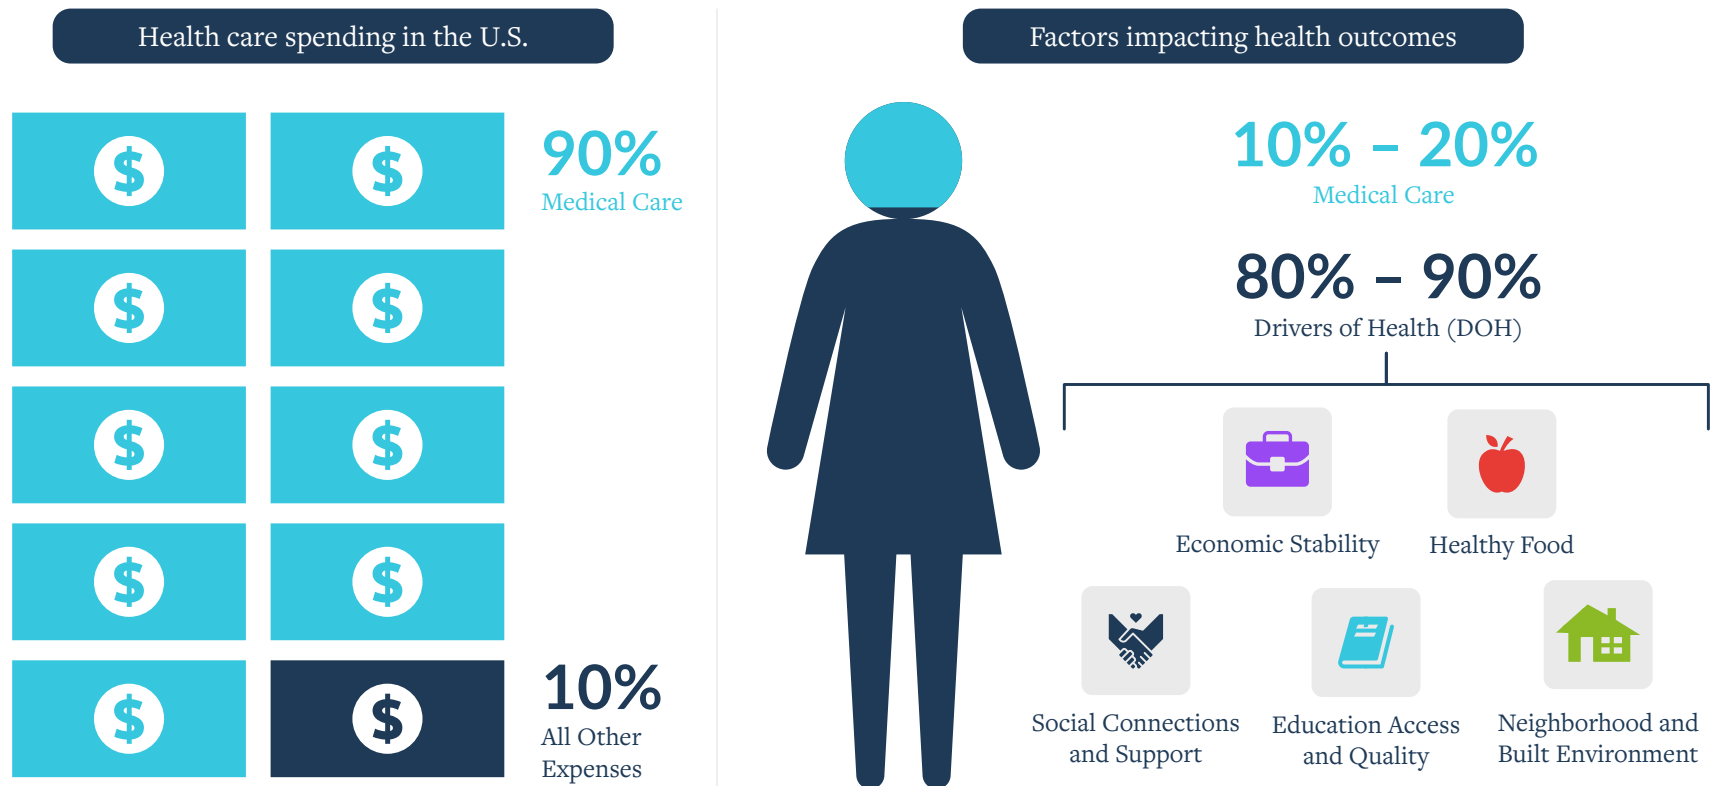 Health care spending in the U.S.
$ $
$ $
$ $
$ $
$ $
90%
Medical Care
10%
All Other
Expenses
Factors impacting health outcomes
10% – 20%
Medical Care
80% – 90%
Drivers of Health (DOH)
Economic Stability
Healthy Food
Social Connections
and Support
Education Access
and Quality
Neighborhood and
Built Environment